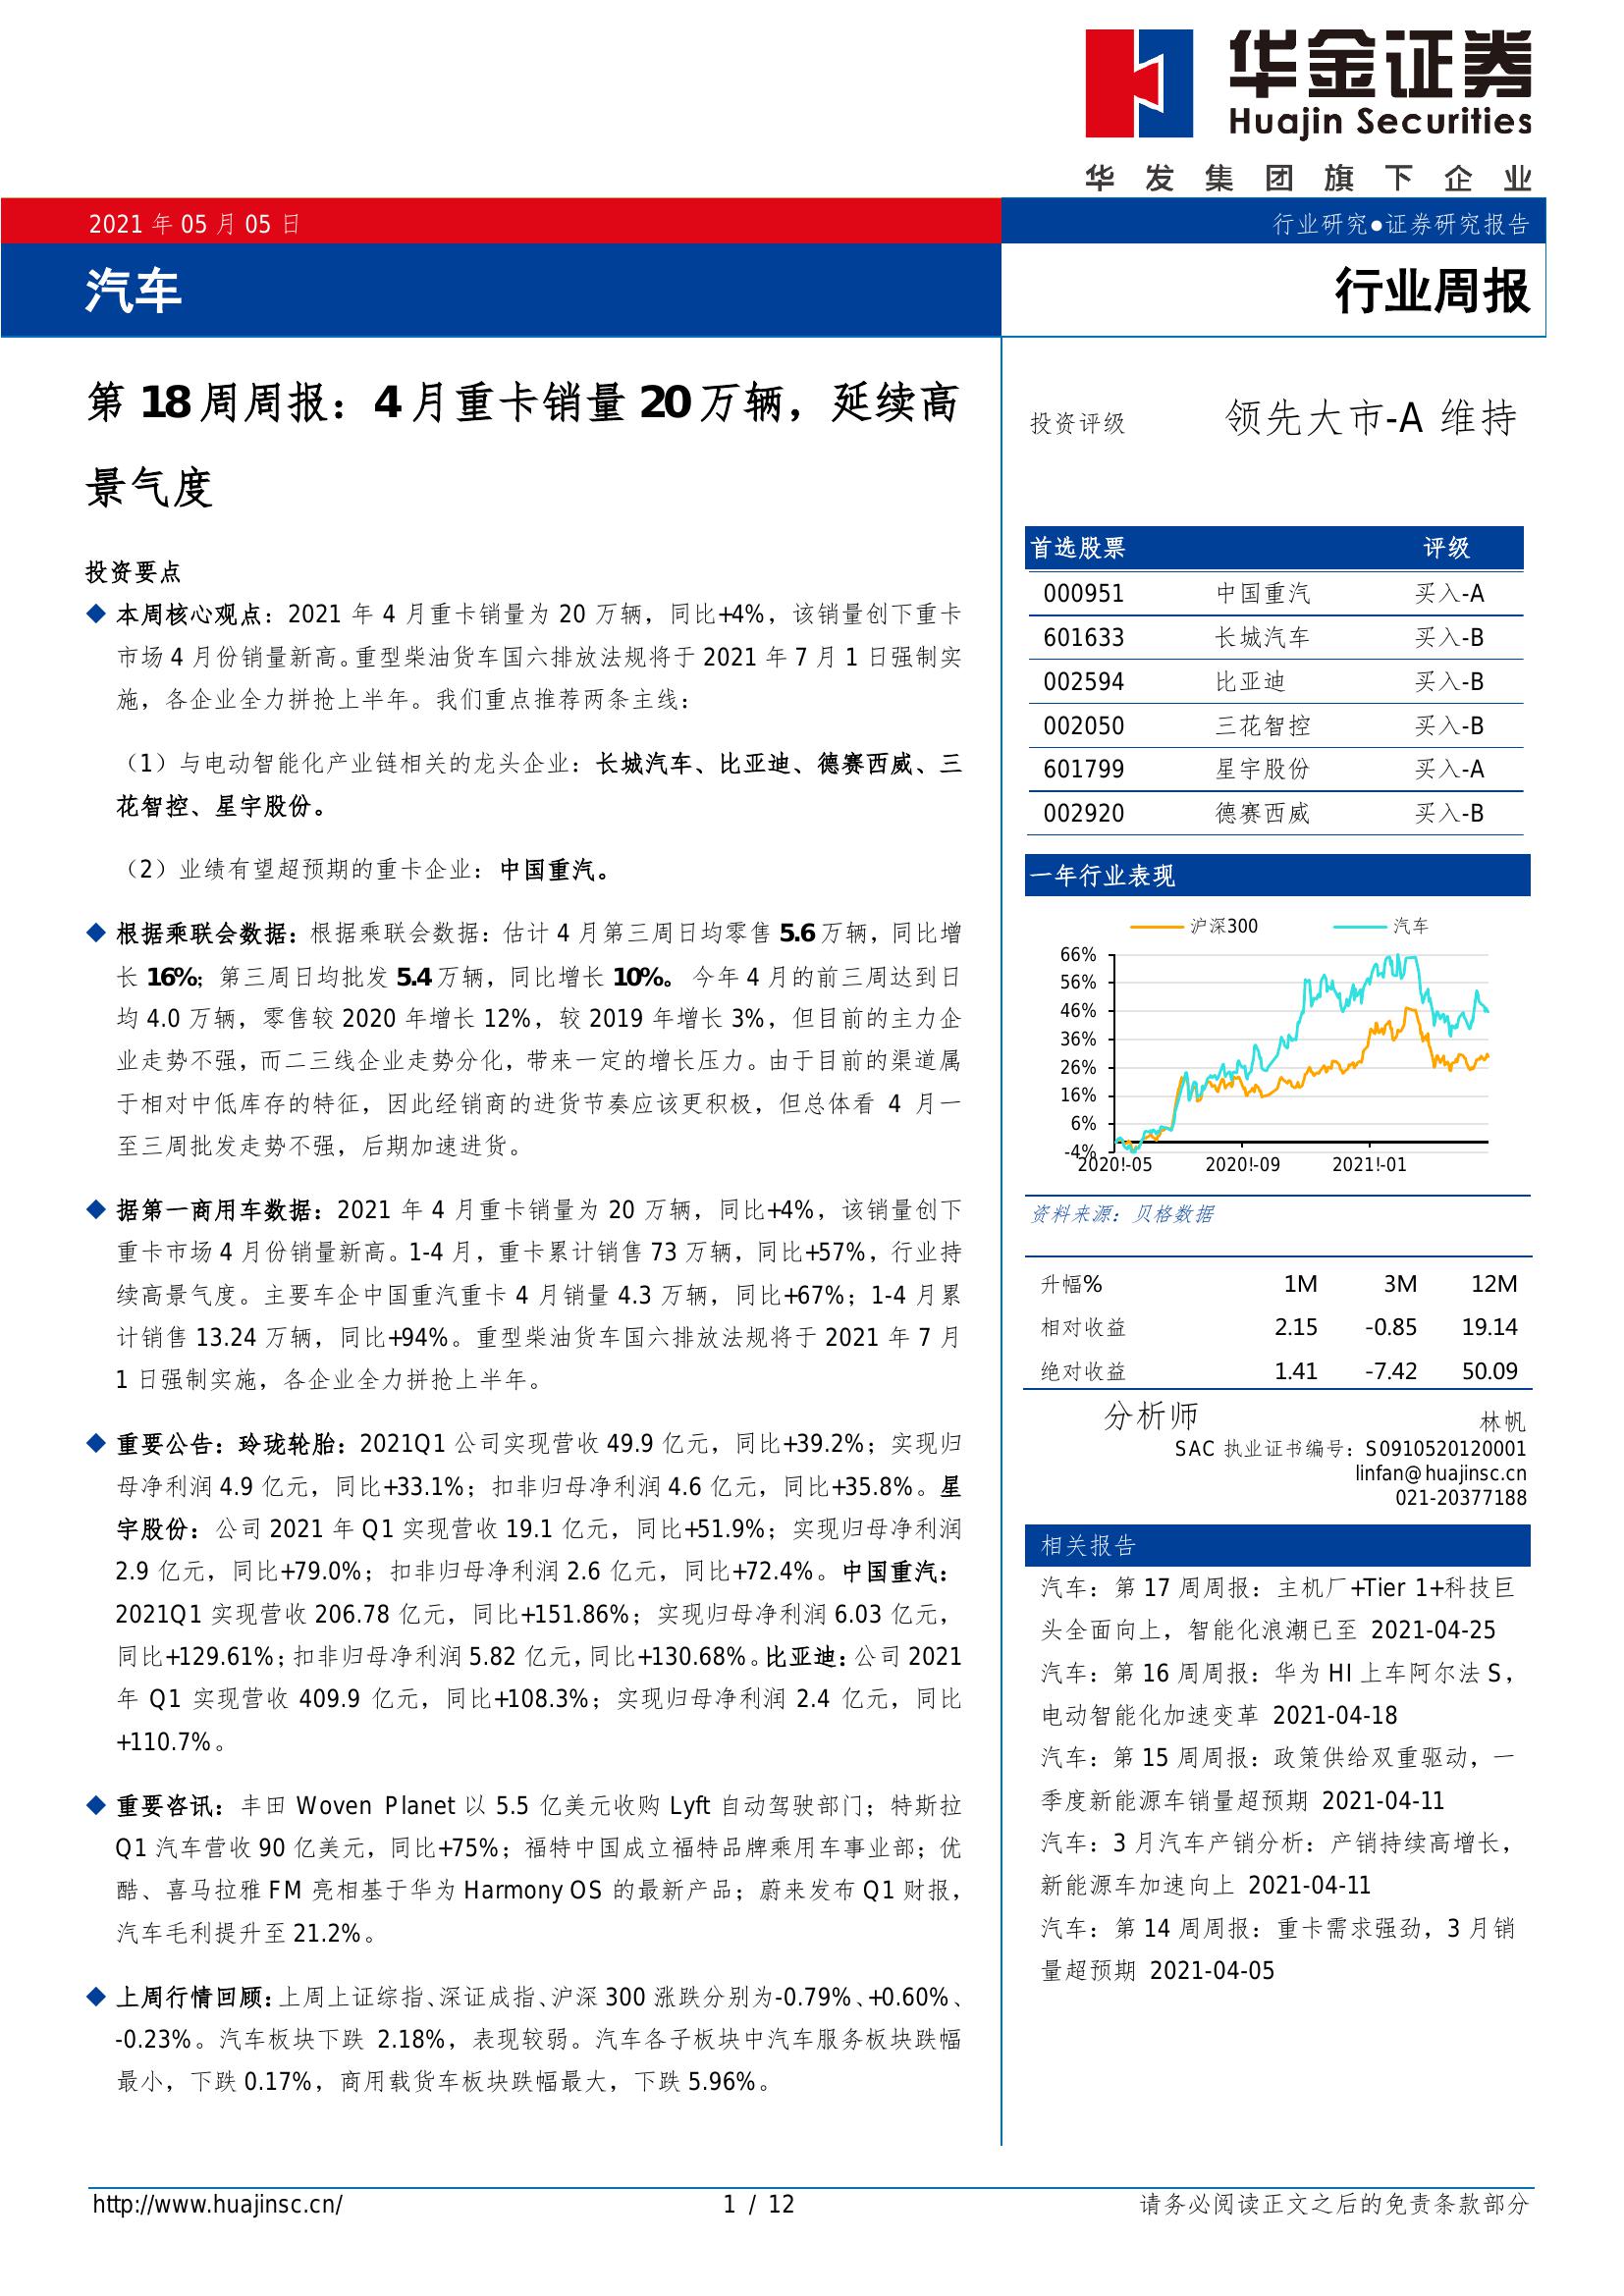 华金证券
Huajin Securities
华发集团旗下企业
2021 年 05 月 05 日
行业研究●证券研究报告
汽车
行业周报
第 18 周周报：4 月重卡销量 20 万辆，延续高
景气度
投资要点
◆ 本周核心观点：2021 年 4 月重卡销量为 20 万辆，同比+4%，该销量创下重卡
市场 4 月份销量新高。重型柴油货车国六排放法规将于 2021 年 7 月 1 日强制实
施，各企业全力拼抢上半年。我们重点推荐两条主线：
（1）与电动智能化产业链相关的龙头企业：长城汽车、比亚迪、德赛西威、三
花智控、星宇股份。
（2）业绩有望超预期的重卡企业：中国重汽。
◆ 根据乘联会数据：根据乘联会数据：估计 4 月第三周日均零售 5.6 万辆，同比增
长 16%；第三周日均批发 5.4 万辆，同比增长 10%。 今年 4 月的前三周达到日
均 4.0 万辆，零售较 2020 年增长 12%，较 2019 年增长 3%，但目前的主力企
业走势不强，而二三线企业走势分化，带来一定的增长压力。由于目前的渠道属
于相对中低库存的特征，因此经销商的进货节奏应该更积极，但总体看 4 月一
至三周批发走势不强，后期加速进货。
◆ 据第一商用车数据：2021 年 4 月重卡销量为 20 万辆，同比+4%，该销量创下
重卡市场 4 月份销量新高。1-4 月，重卡累计销售 73 万辆，同比+57%，行业持
续高景气度。主要车企中国重汽重卡 4 月销量 4.3 万辆，同比+67%；1-4 月累
计销售 13.24 万辆，同比+94%。重型柴油货车国六排放法规将于 2021 年 7 月
1 日强制实施，各企业全力拼抢上半年。
◆ 重要公告：玲珑轮胎：2021Q1 公司实现营收 49.9 亿元，同比+39.2%；实现归
母净利润 4.9 亿元，同比+33.1%；扣非归母净利润 4.6 亿元，同比+35.8%。星
宇股份：公司 2021 年 Q1 实现营收 19.1 亿元，同比+51.9%；实现归母净利润
2.9 亿元，同比+79.0%；扣非归母净利润 2.6 亿元，同比+72.4%。中国重汽：
2021Q1 实现营收 206.78 亿元，同比+151.86%；实现归母净利润 6.03 亿元，
同比+129.61%；扣非归母净利润 5.82 亿元，同比+130.68%。比亚迪：公司 2021
年 Q1 实现营收 409.9 亿元，同比+108.3%；实现归母净利润 2.4 亿元，同比
+110.7%。
◆ 重要咨讯：丰田 Woven Planet 以 5.5 亿美元收购 Lyft 自动驾驶部门；特斯拉
Q1 汽车营收 90 亿美元，同比+75%；福特中国成立福特品牌乘用车事业部；优
酷、喜马拉雅 FM 亮相基于华为 Harmony OS 的最新产品；蔚来发布 Q1 财报，
汽车毛利提升至 21.2%。
◆ 上周行情回顾：上周上证综指、深证成指、沪深 300 涨跌分别为-0.79%、+0.60%、
-0.23%。汽车板块下跌 2.18%，表现较弱。汽车各子板块中汽车服务板块跌幅
最小，下跌 0.17%，商用载货车板块跌幅最大，下跌 5.96%。
投资评级 领先大市-A 维持
首选股票 评级
000951 中国重汽 买入-A
601633 长城汽车 买入-B
002594 比亚迪 买入-B
002050 三花智控 买入-B
601799 星宇股份 买入-A
002920 德赛西威 买入-B
一年行业表现
沪深300 汽车
66%
56%
46%
36%
26%
16%
6%
-4%
2020!-05 2020!-09 2021!-01
资料来源：贝格数据
升幅% 1M 3M 12M
相对收益 2.15 -0.85 19.14
绝对收益 1.41 -7.42 50.09
分析师 林帆
SAC 执业证书编号：S0910520120001
linfan@huajinsc.cn
021-20377188
相关报告
汽车：第 17 周周报：主机厂+Tier 1+科技巨
头全面向上，智能化浪潮已至 2021-04-25
汽车：第 16 周周报：华为 HI 上车阿尔法 S，
电动智能化加速变革 2021-04-18
汽车：第 15 周周报：政策供给双重驱动，一
季度新能源车销量超预期 2021-04-11
汽车：3 月汽车产销分析：产销持续高增长，
新能源车加速向上 2021-04-11
汽车：第 14 周周报：重卡需求强劲，3 月销
量超预期 2021-04-05
http://www.huajinsc.cn/ 1 / 12 请务必阅读正文之后的免责条款部分